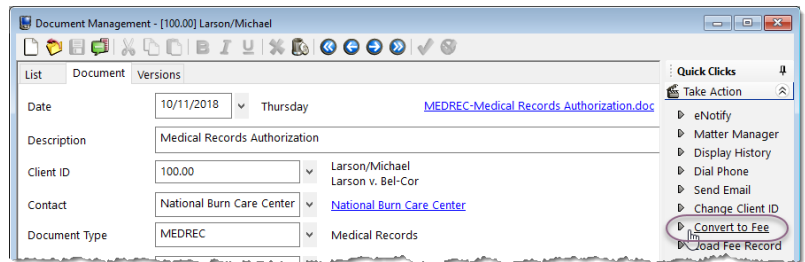 Document Management - [100.00] Larson/Michael
B I U
List Document Versions
Date 10/11/2018 Thursday MEDREC-Medical Records Authorization.doc
Description Medical Records Authorization
Client ID 100.00 Larson/Michael
Larson v. Bel-Cor
Contact National Burn Care Center National Burn Care Center
Document Type MEDREC Medical Records
Quick Clicks
Take Action
eNotify
Matter Manager
Display History
Dial Phone
Send Email
Change Client ID
Convert to Fee
Load Fee Record